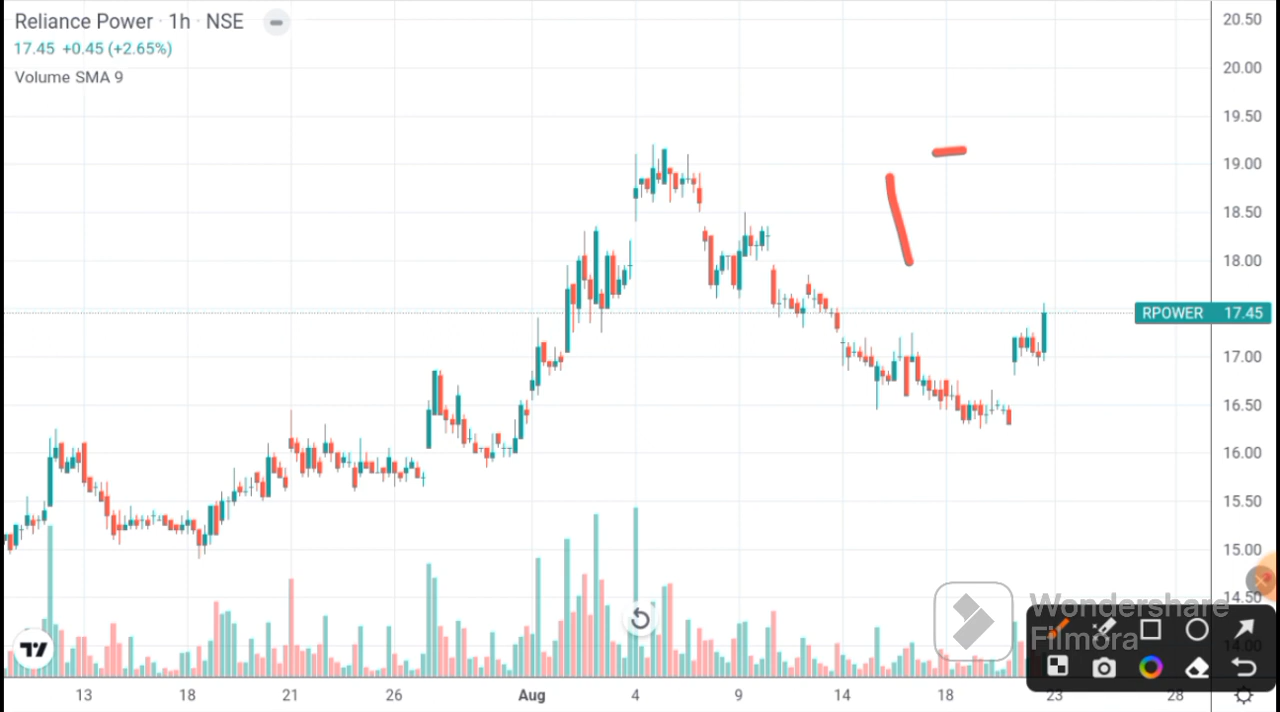 Reliance Power · 1h · NSE
17.45 +0.45 (+2.65%)
Volume SMA 9
20.50
20.00
19.50
19.00
18.50
18.00
RPOWER 17.45
17.00
16.50
16.00
15.50
15.00
14.50
14.00
Wondershare
Filmora
13 18 21 26 Aug 4 9 14 18 23 28